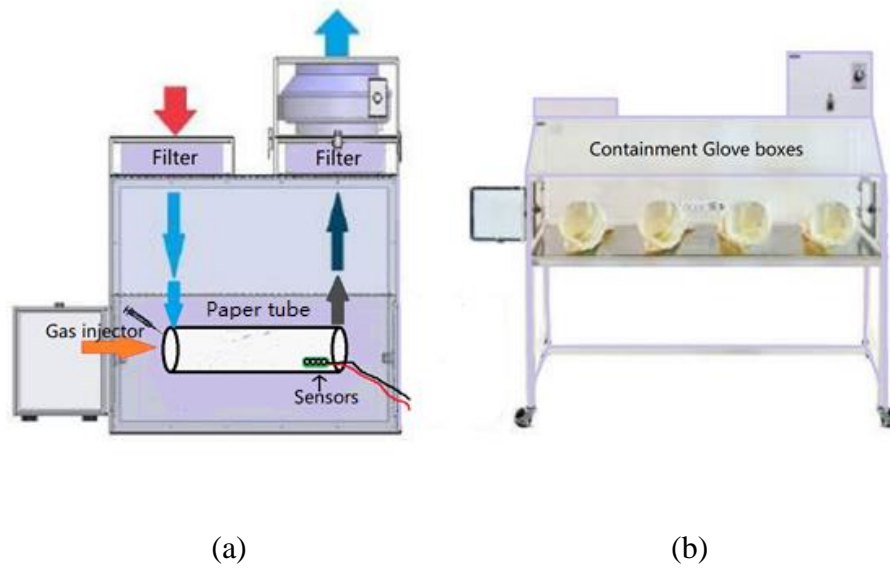 Filter
Filter
Paper tube
Gas injector
Sensors
Containment Glove boxes
(a)
(b)